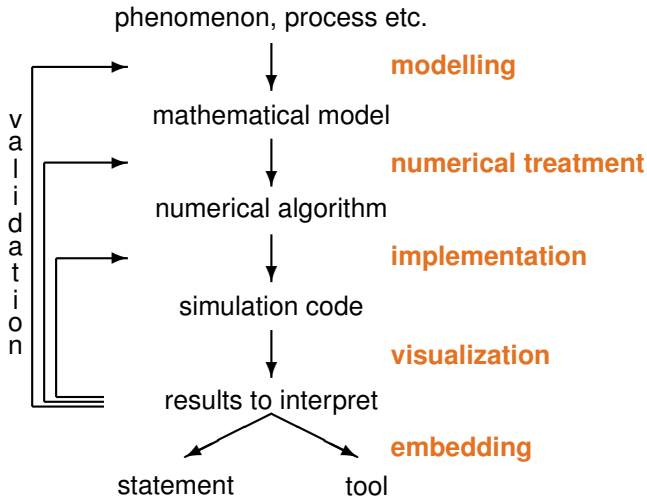 phenomenon, process etc.
modelling
mathematical model
numerical treatment
numerical algorithm
implementation
simulation code
visualization
results to interpret
embedding
statement
tool
validation